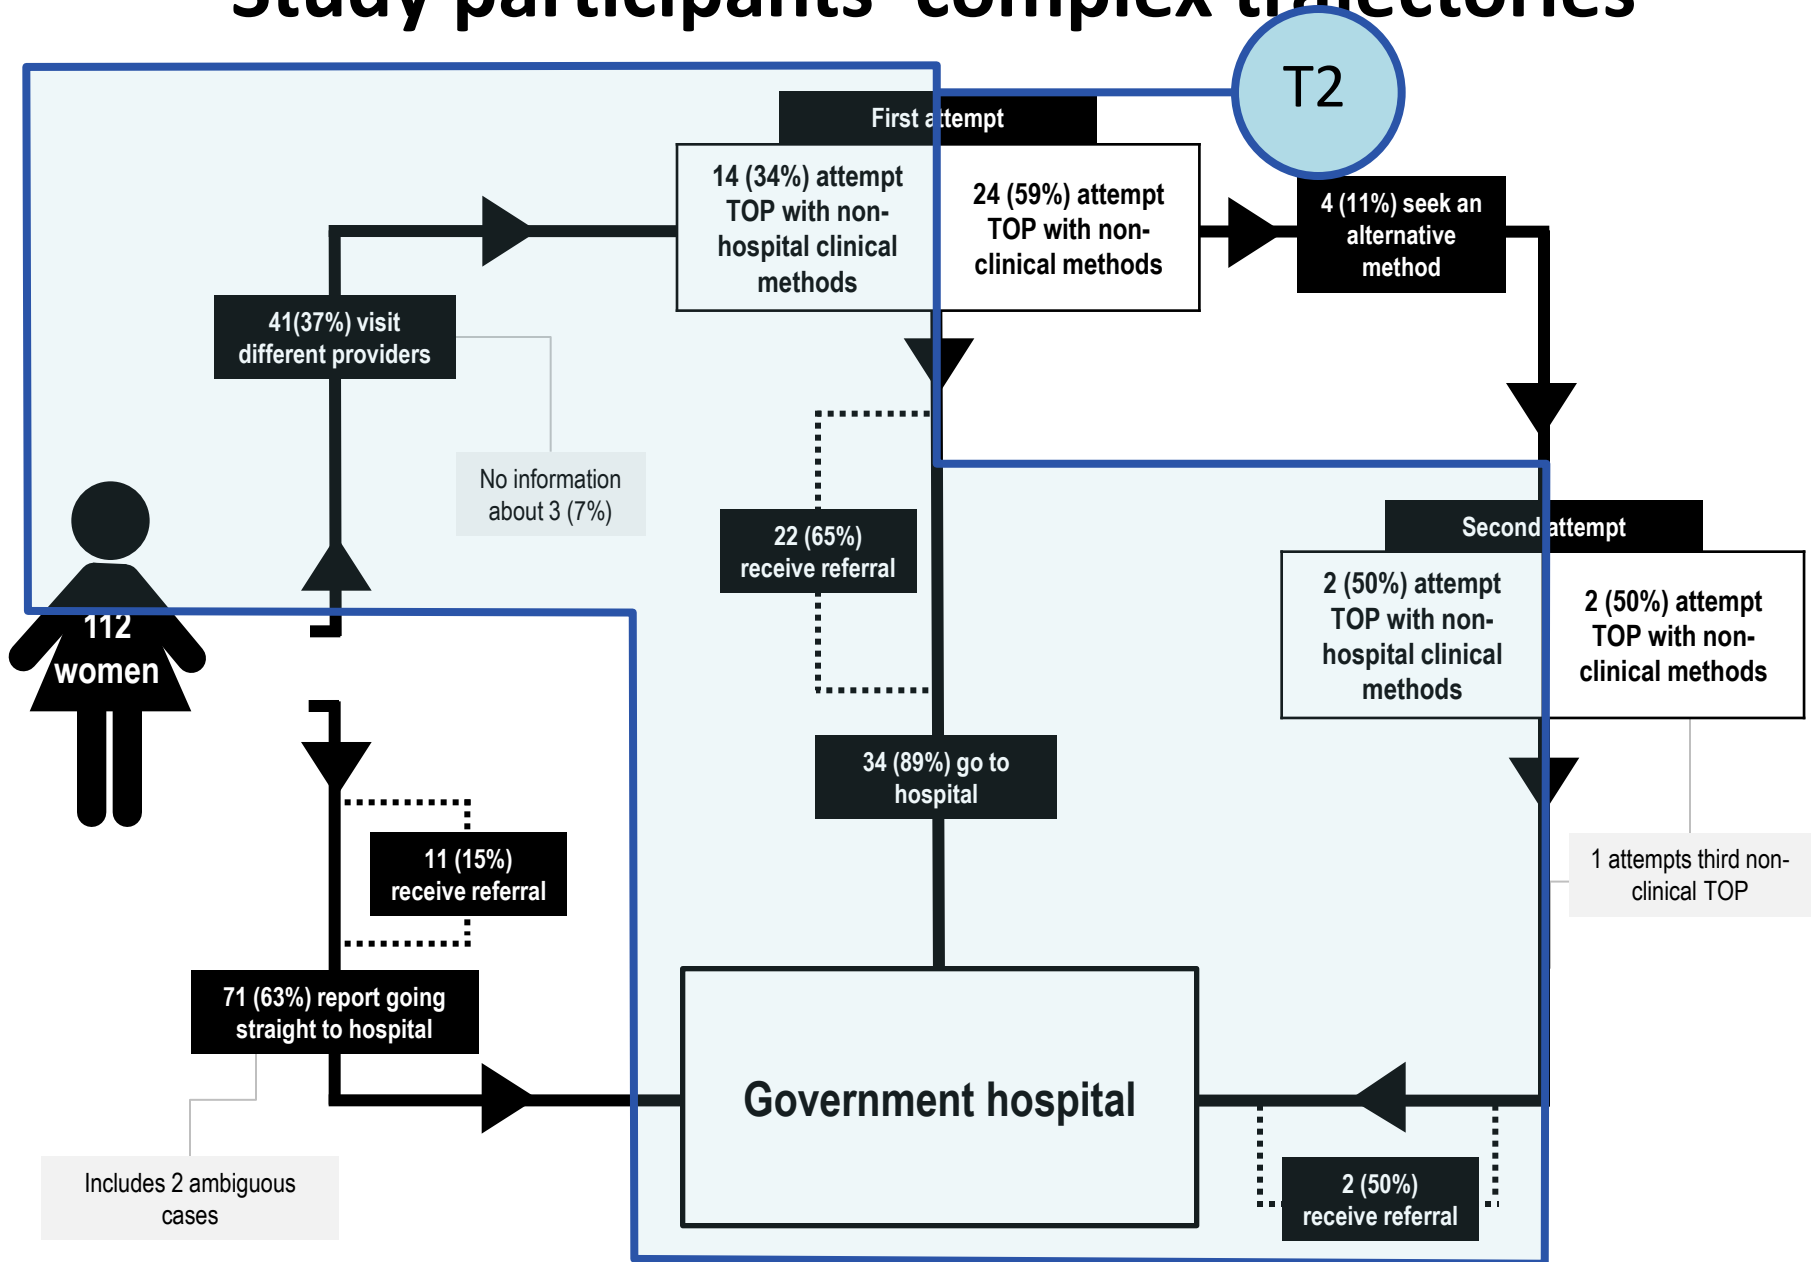 Study participants' complex trajectories
T2
First attempt
14 (34%) attempt
TOP with non-
hospital clinical
methods
24 (59%) attempt
TOP with non-
clinical methods
4 (11%) seek an
alternative
method
41(37%) visit
different providers
No information
about 3 (7%)
22 (65%)
receive referral
Second attempt
2 (50%) attempt
TOP with non-
hospital clinical
methods
2 (50%) attempt
TOP with non-
clinical methods
112
women
34 (89%) go to
hospital
11 (15%)
receive referral
1 attempts third non-
clinical TOP
71 (63%) report going
straight to hospital
Government hospital
Includes 2 ambiguous
cases
2 (50%)
receive referral